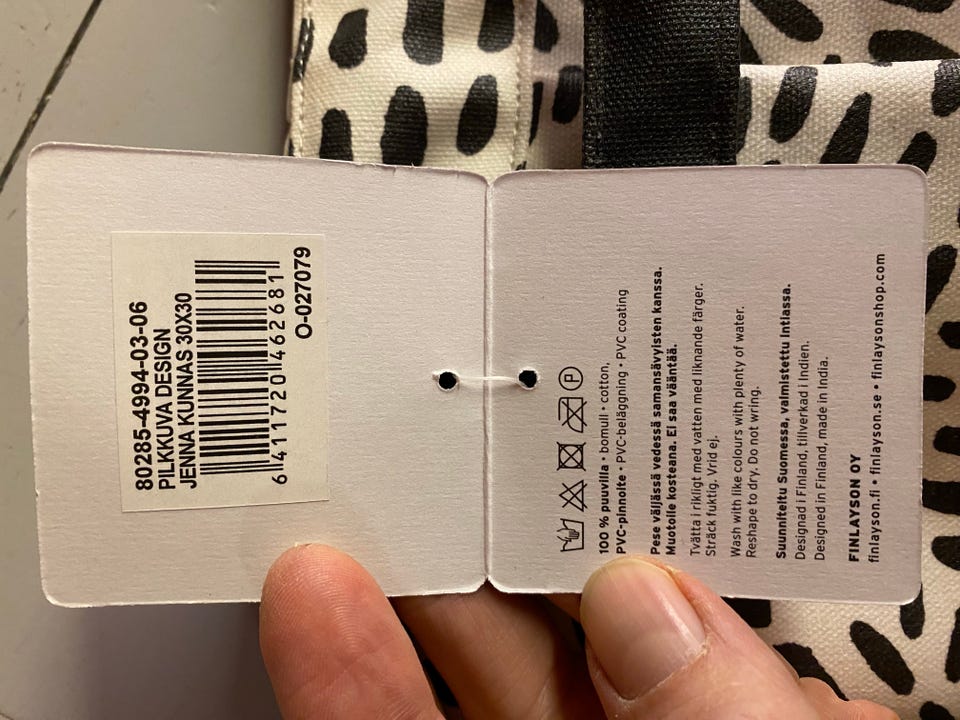 80285-4994-03-06
PILKKUVA DESIGN
JENNA KUNNAS 30X30
6 411720 462681
O-027079
P
100 % puuvilla • bomull • cotton,
PVC-pinnoite • PVC-beläggning • PVC coating
Pese väljässä vedessä samansävyisten kanssa.
Muotoile kosteana. Ei saa vääntää.
Tvätta i rikligt med vatten med liknande färger.
Sträck fuktig. Vrid ej.
Wash with like colours with plenty of water.
Reshape to dry. Do not wring.
Suunniteltu Suomessa, valmistettu Intiassa.
Designad i Finland, tillverkad i Indien.
Designed in Finland, made in India.
FINLAYSON OY
finlayson.fi • finlayson.se • finlaysonshop.com